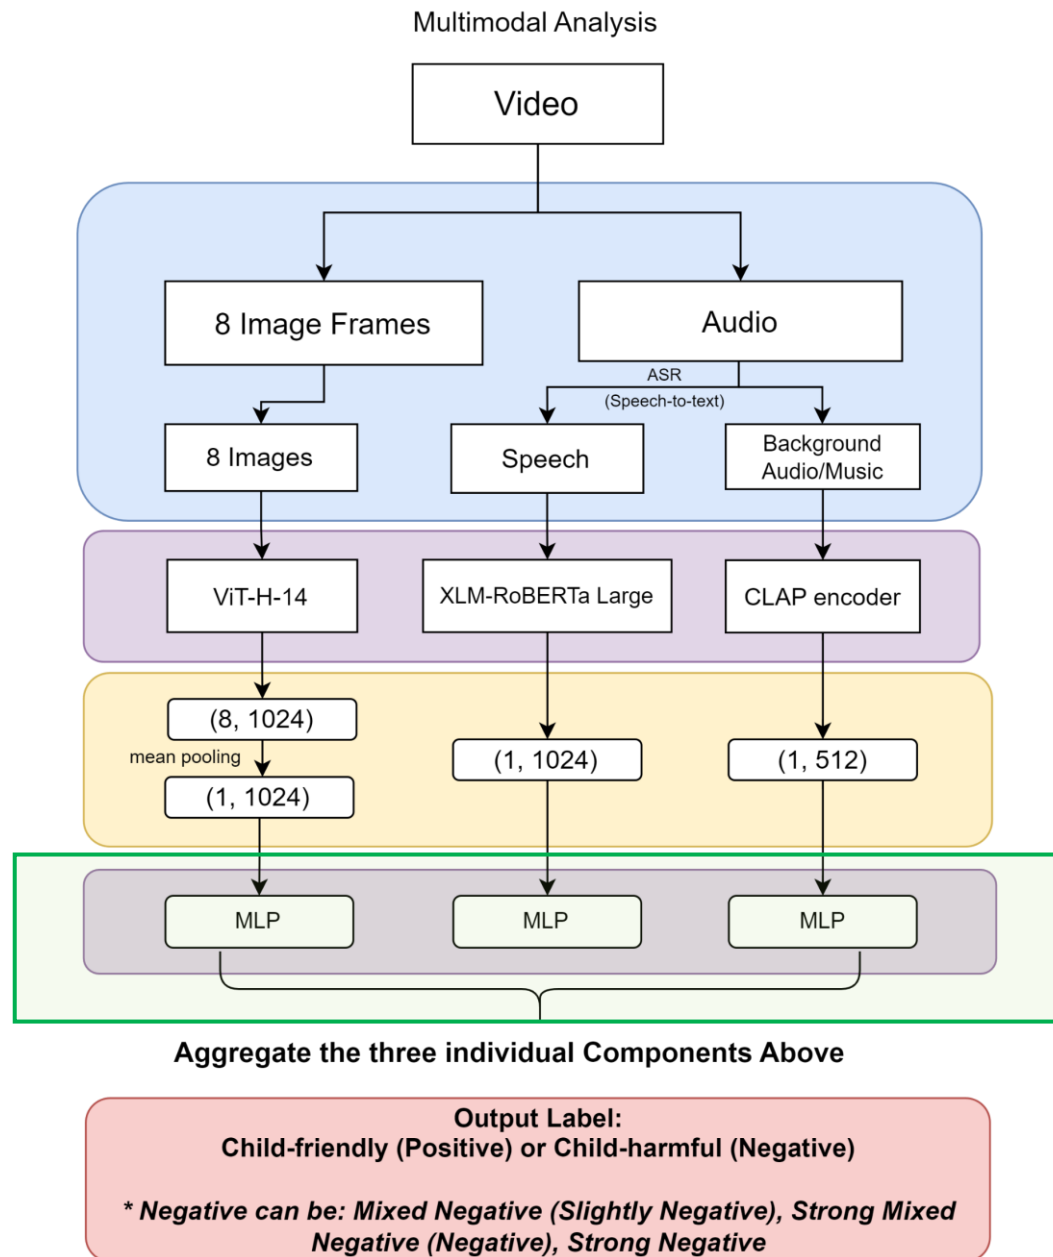 Multimodal Analysis
Video
8 Image Frames
Audio
ASR
(Speech-to-text)
8 Images
Speech
Background
Audio/Music
ViT-H-14
XLM-RoBERTa Large
CLAP encoder
(8, 1024)
mean pooling
(1, 1024)
(1, 1024)
(1, 512)
MLP
MLP
MLP
Aggregate the three individual Components Above
Output Label:
Child-friendly (Positive) or Child-harmful (Negative)
* Negative can be: Mixed Negative (Slightly Negative), Strong Mixed
Negative (Negative), Strong Negative